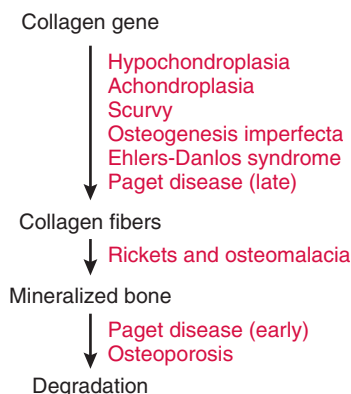 Collagen gene
Hypochondroplasia
Achondroplasia
Scurvy
Osteogenesis imperfecta
Ehlers-Danlos syndrome
Paget disease (late)
Collagen fibers
Rickets and osteomalacia
Mineralized bone
Paget disease (early)
Osteoporosis
Degradation